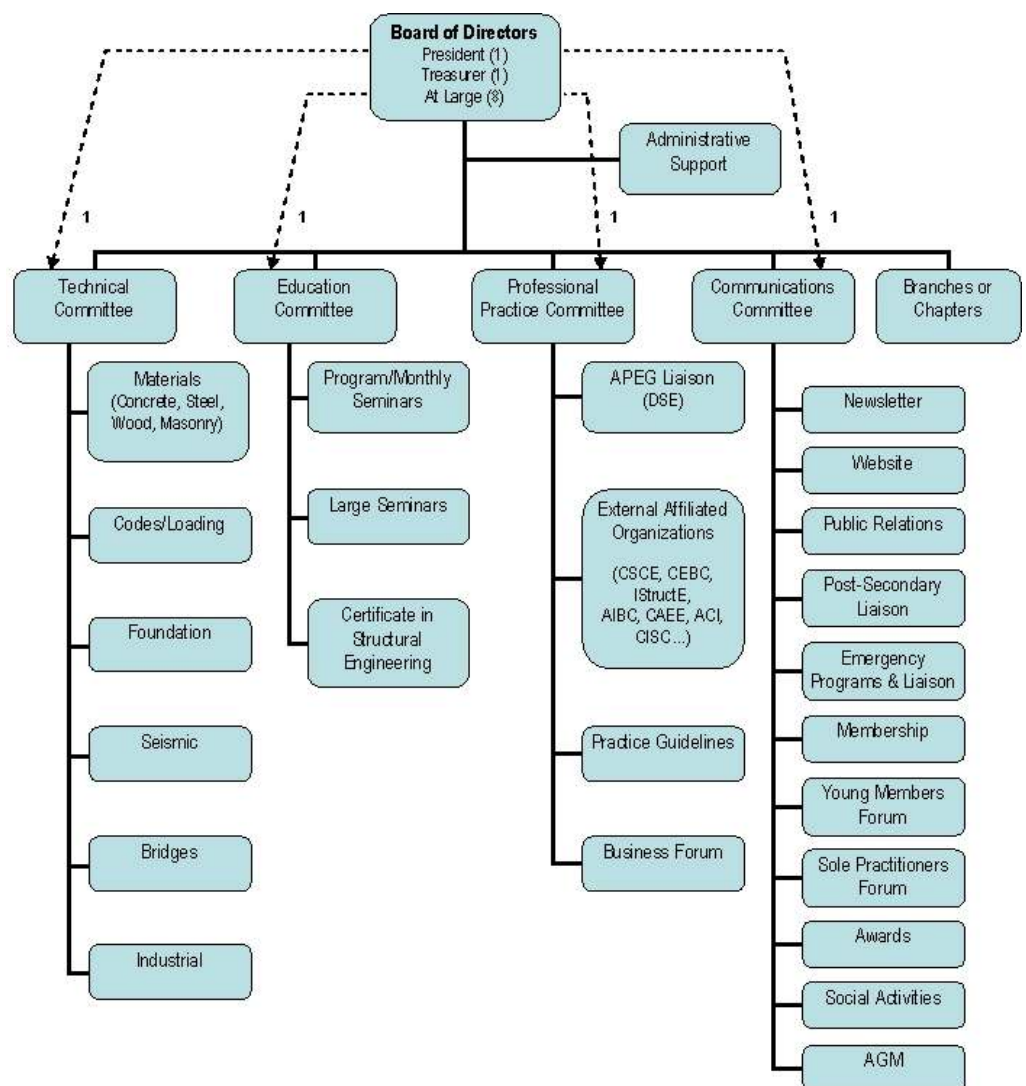 Board of Directors
President (1)
Treasurer (1)
At Large (8)
Administrative
Support
1
1
1
1
Technical
Committee
Education
Committee
Professional
Practice Committee
Communications
Committee
Branches or
Chapters
Materials
(Concrete, Steel,
Wood, Masonry)
Codes/Loading
Foundation
Seismic
Bridges
Industrial
Program/Monthly
Seminars
Large Seminars
Certificate in
Structural
Engineering
APEG Liaison
(DSE)
External Affiliated
Organizations
(CSCE, CEBC,
IStructE,
AIBC, CAEE, ACI,
CISC...)
Practice Guidelines
Business Forum
Newsletter
Website
Public Relations
Post-Secondary
Liaison
Emergency
Programs & Liaison
Membership
Young Members
Forum
Sole Practitioners
Forum
Awards
Social Activities
AGM